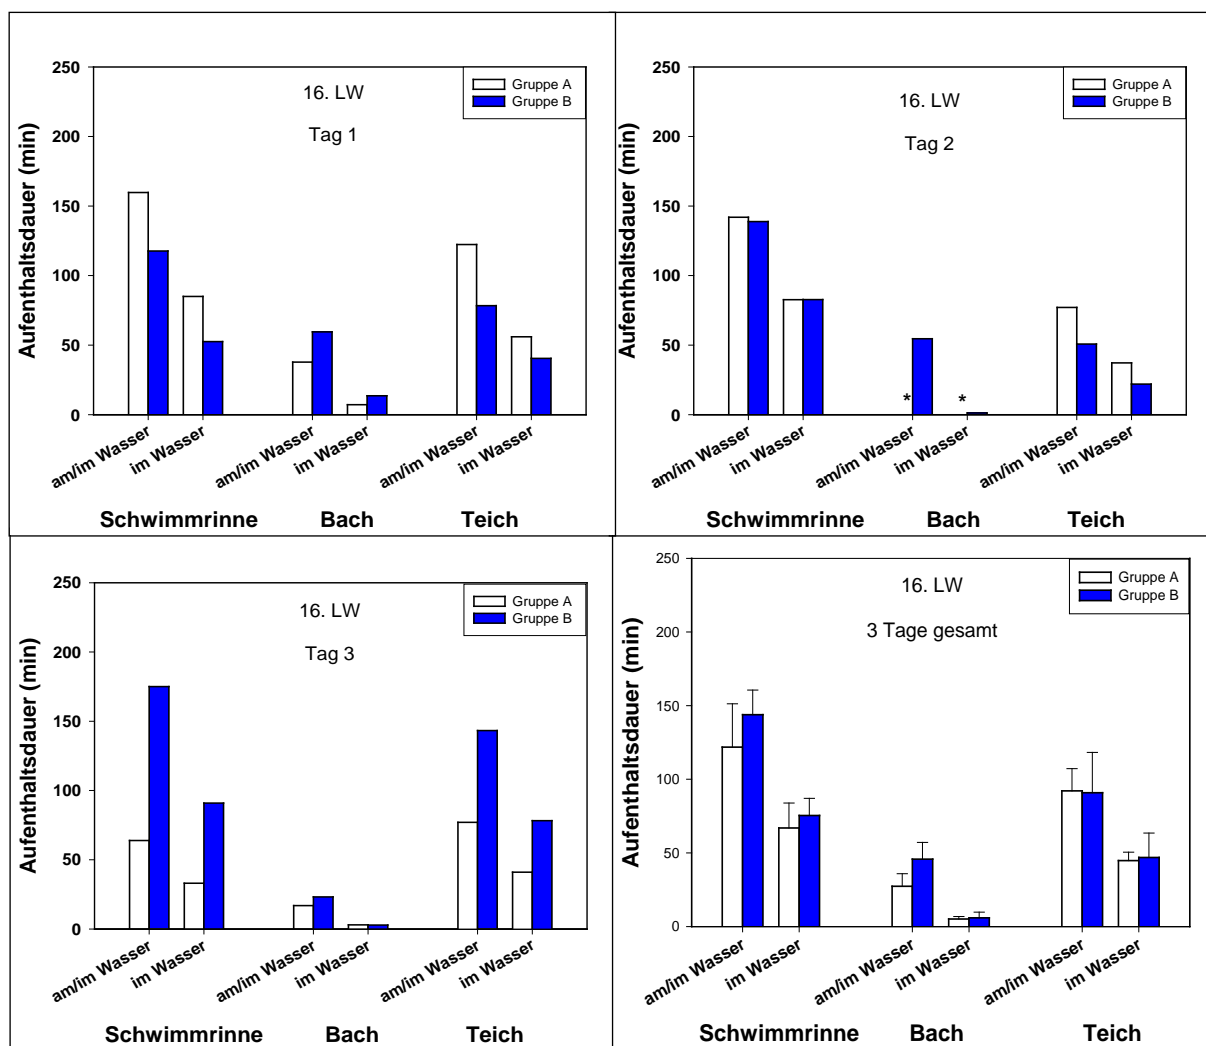 250
200
150
100
50
0
Aufenthaltsdauer (min)
16. LW
Tag 1
Gruppe A
Gruppe B
am/im Wasser
im Wasser
am/im Wasser
im Wasser
am/im Wasser
im Wasser
Schwimmrinne Bach Teich
250
200
150
100
50
0
Aufenthaltsdauer (min)
16. LW
Tag 2
Gruppe A
Gruppe B
* *
am/im Wasser
im Wasser
am/im Wasser
im Wasser
am/im Wasser
im Wasser
Schwimmrinne Bach Teich
250
200
150
100
50
0
Aufenthaltsdauer (min)
16. LW
Tag 3
Gruppe A
Gruppe B
am/im Wasser
im Wasser
am/im Wasser
im Wasser
am/im Wasser
im Wasser
Schwimmrinne Bach Teich
250
200
150
100
50
0
Aufenthaltsdauer (min)
16. LW
3 Tage gesamt
Gruppe A
Gruppe B
am/im Wasser
im Wasser
am/im Wasser
im Wasser
am/im Wasser
im Wasser
Schwimmrinne Bach Teich